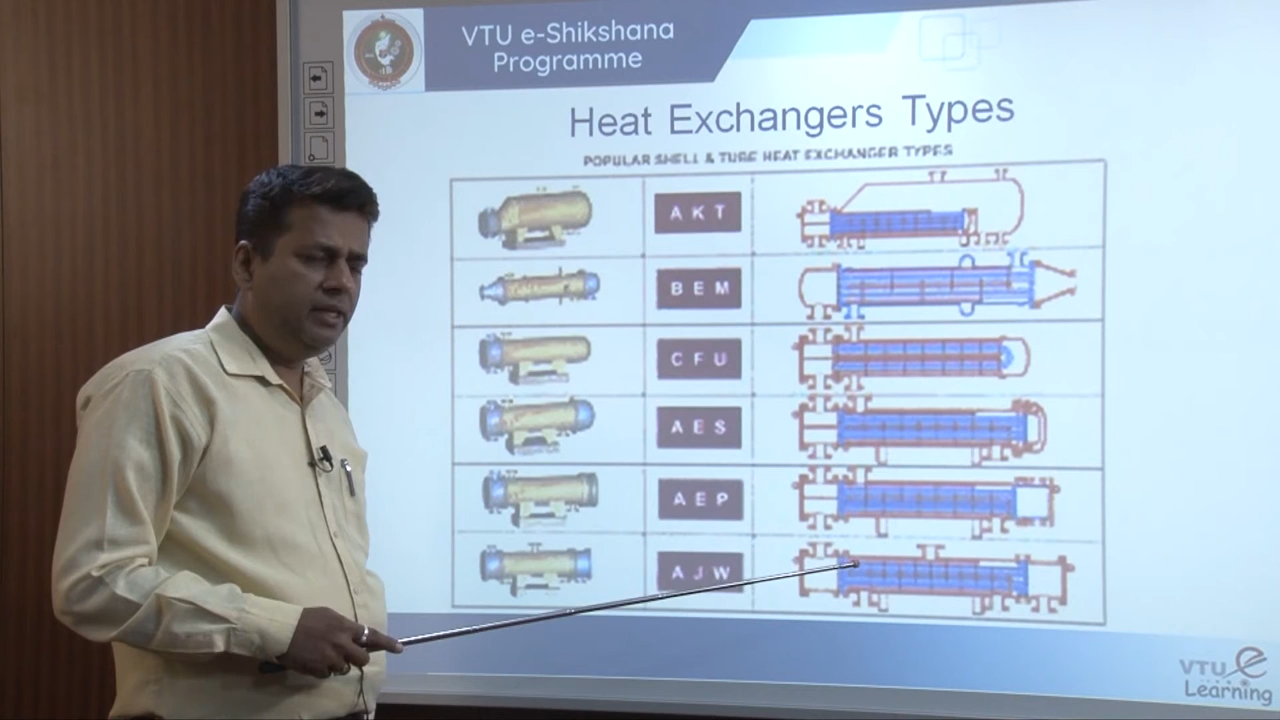 VTU e-Shikshana
Programme
Heat Exchangers Types
POPULAR SHELL & TUBE HEAT EXCHANGER TYPES
A K T
B E M
C F U
A E S
A E P
A J W
VTU e
Learning